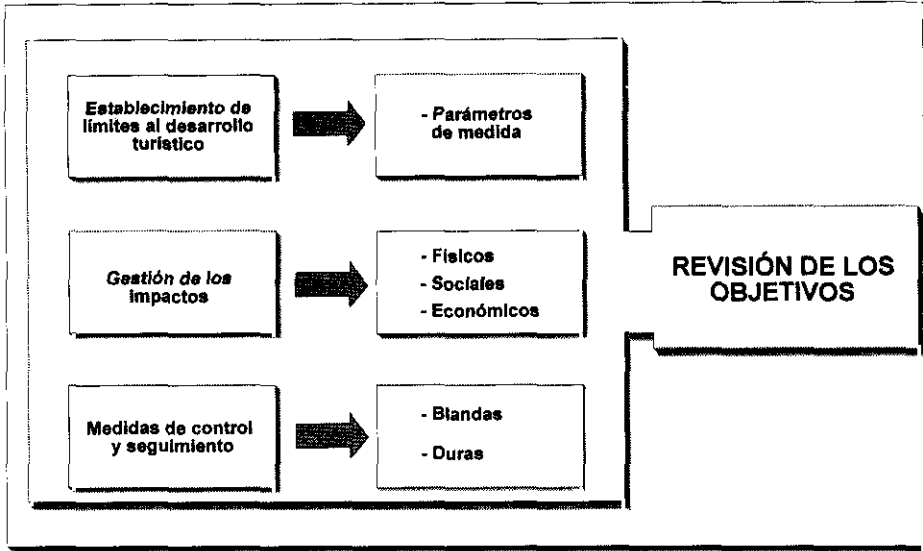 Establecimiento de
límites al desarrollo
turístico
- Parámetros
de medida
Gestión de los
impactos
- Físicos
- Sociales
- Económicos
Medidas de control
y seguimiento
- Blandas
- Duras
REVISIÓN DE LOS
OBJETIVOS